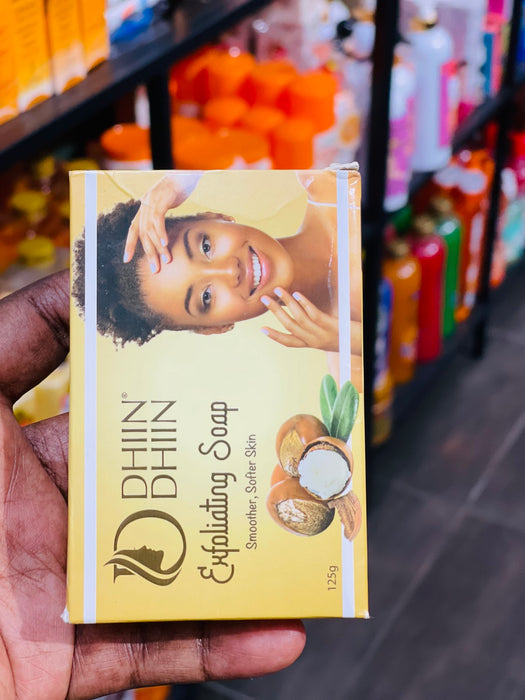 DHIIN®
DHIIN
Exfoliating Soap
Smoother, Softer Skin
125g